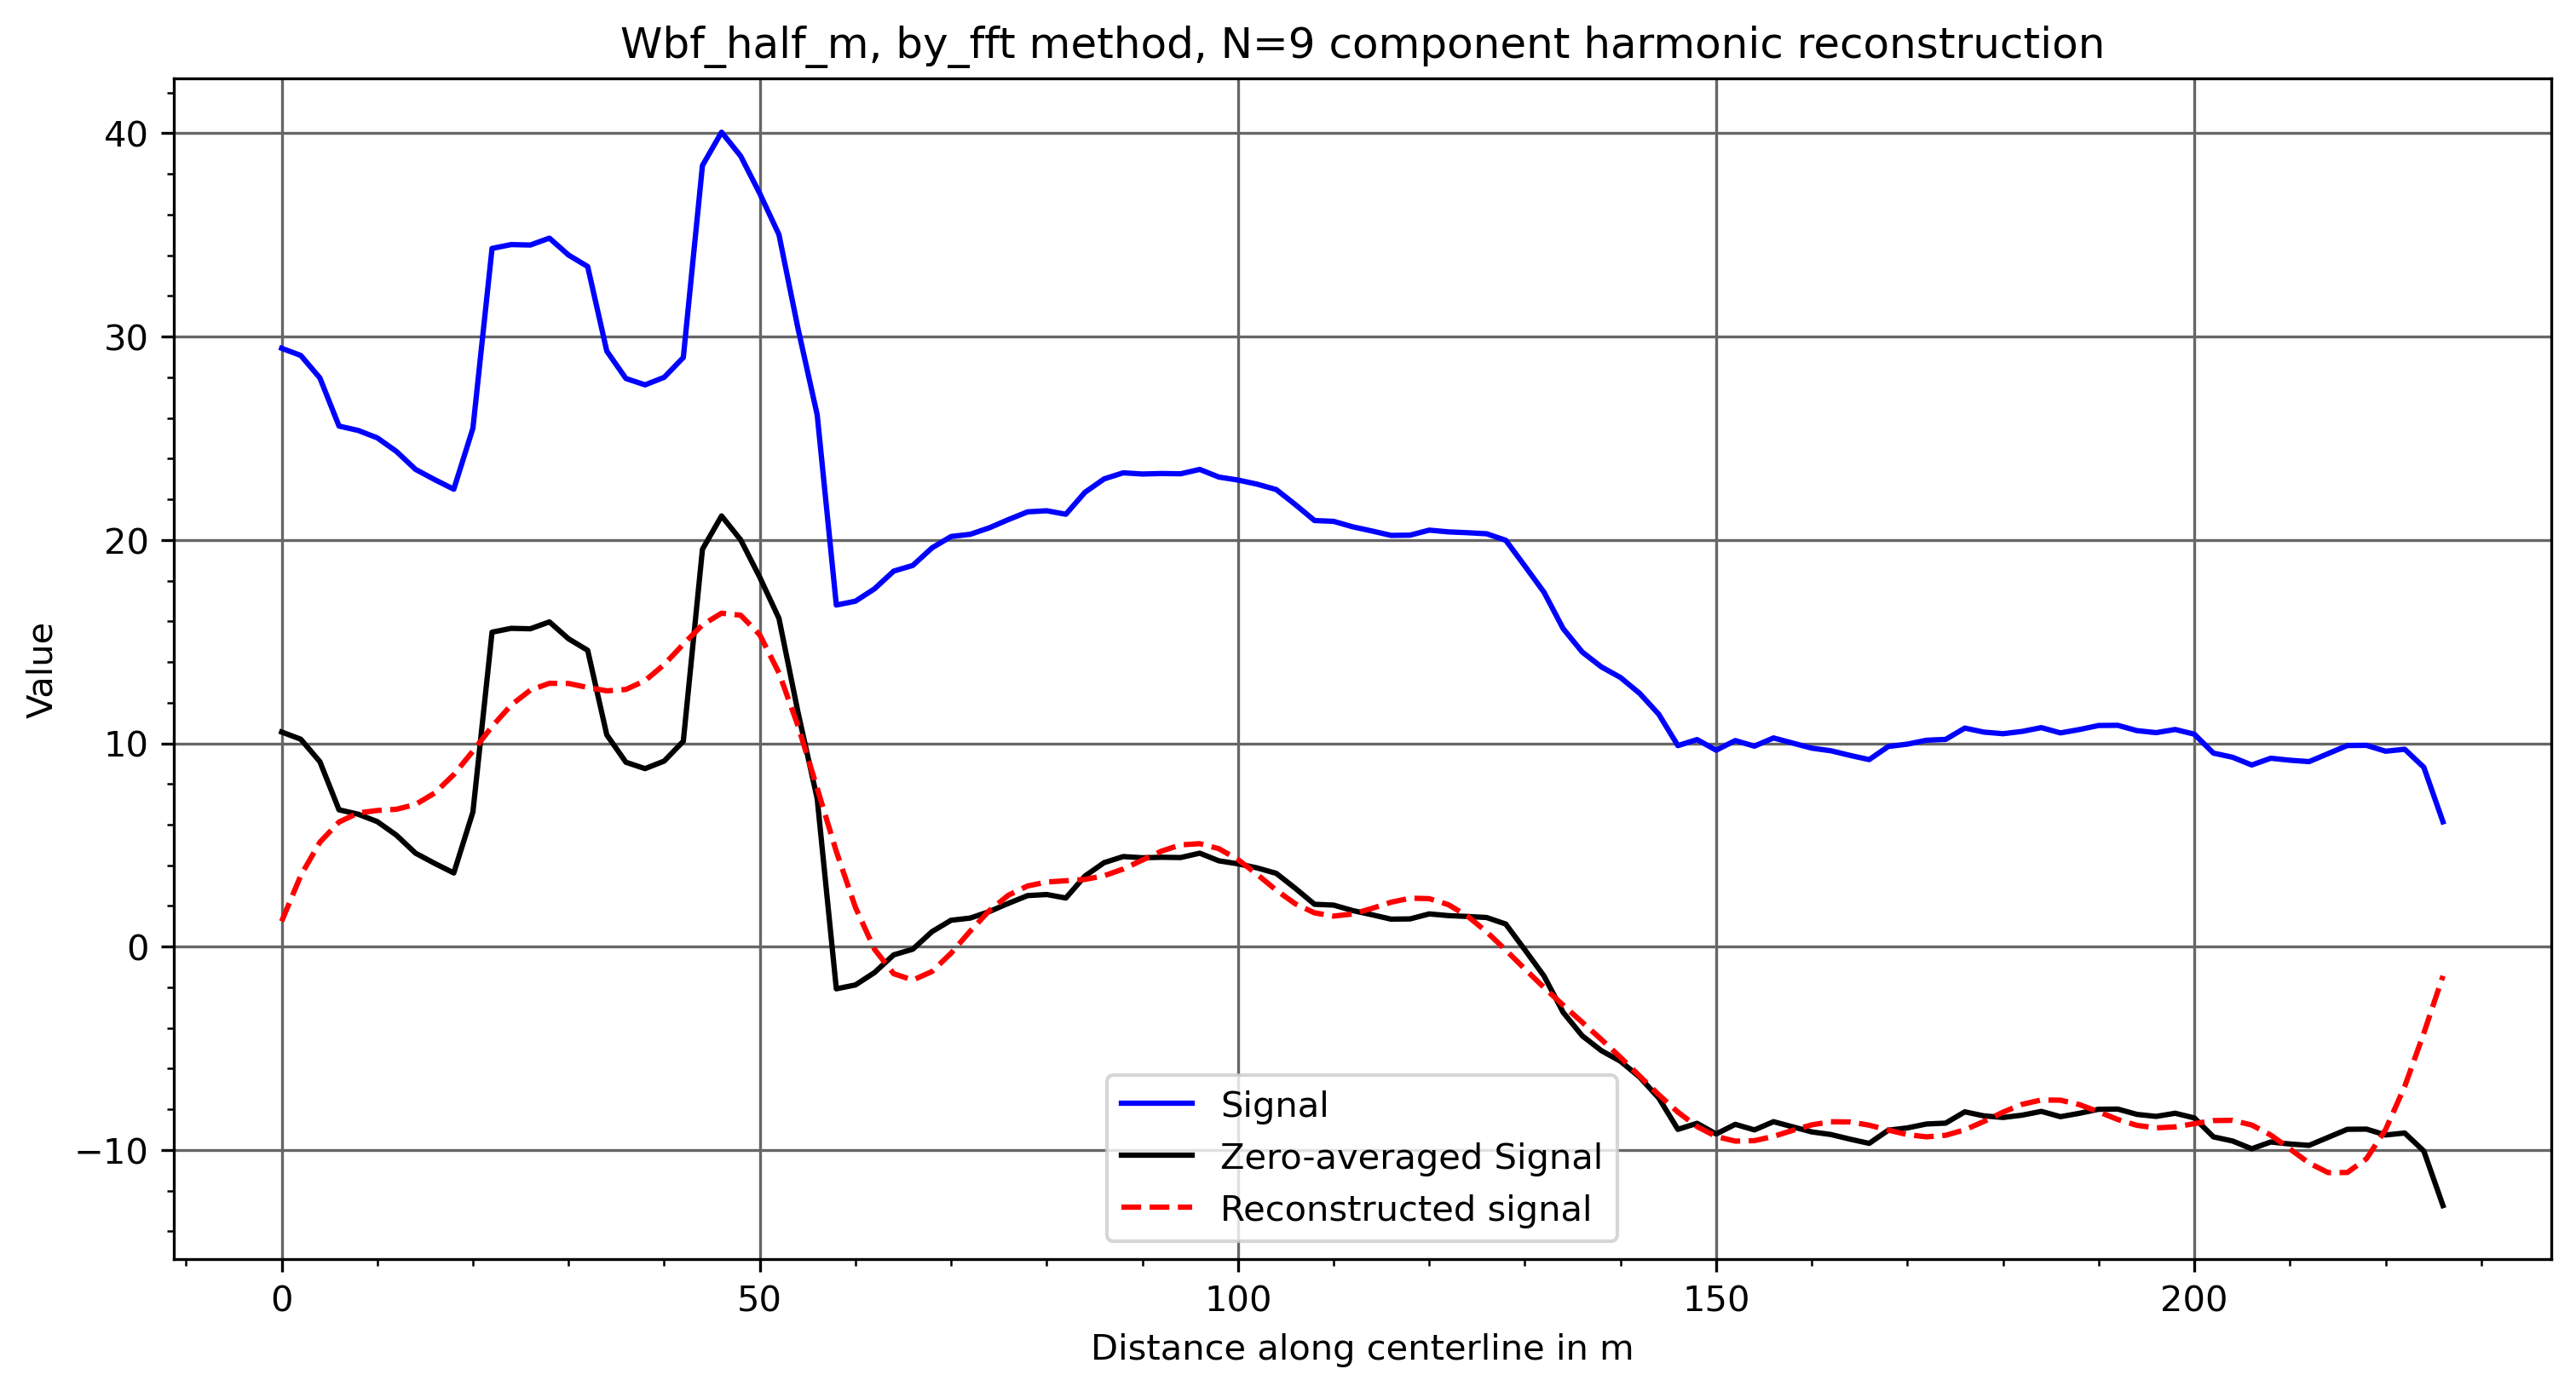 Wbf_half_m, by_fft method, N=9 component harmonic reconstruction
40
30
20
10
0
−10
Value
Signal
Zero-averaged Signal
Reconstructed signal
0 50 100 150 200
Distance along centerline in m